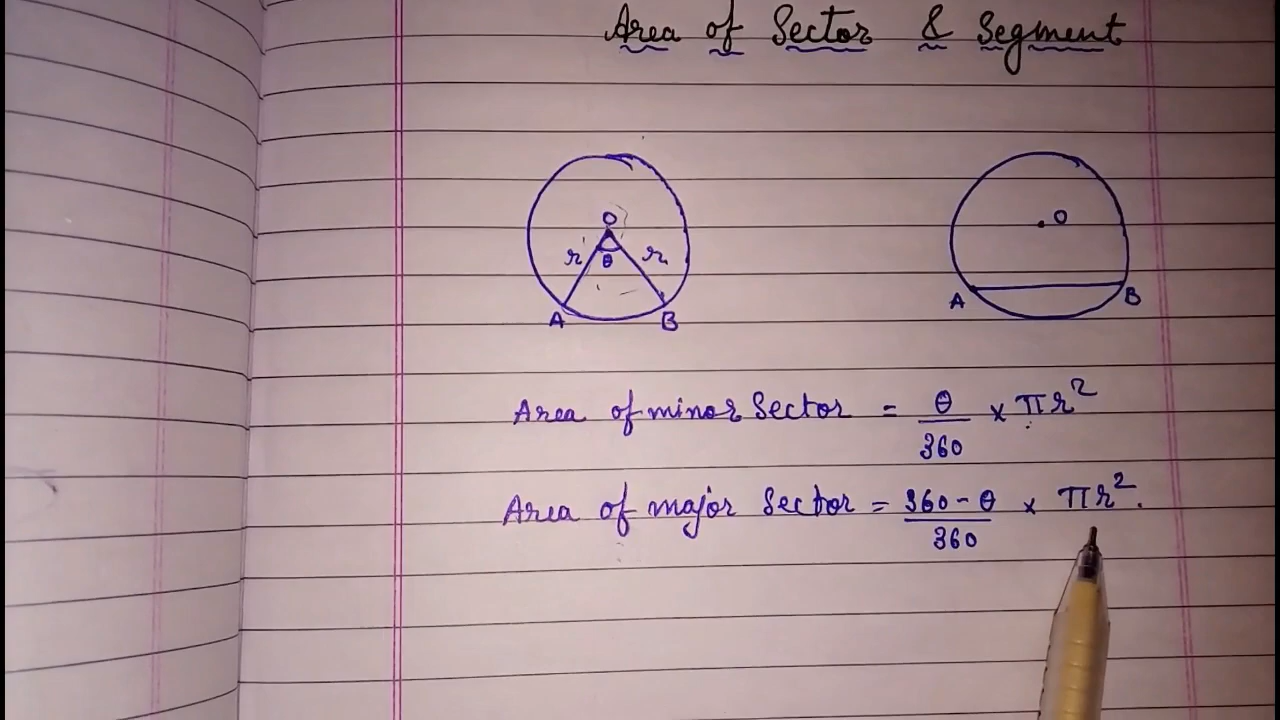 Area of Sector & Segment
O
r θ r
A B
O
A B
Area of minor Sector = θ/360 × πr²
Area of major Sector = 360-θ/360 × πr².